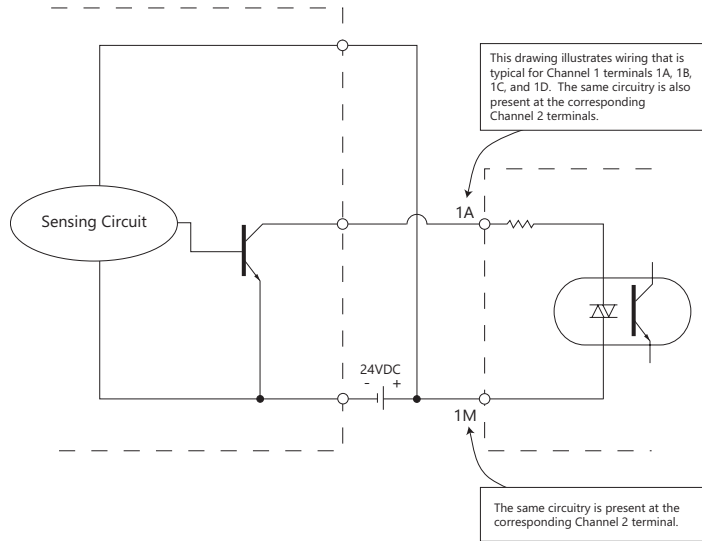 This drawing illustrates wiring that is
typical for Channel 1 terminals 1A, 1B,
1C, and 1D.  The same circuitry is also
present at the corresponding
Channel 2 terminals.
1A
Sensing Circuit
24VDC
- +
1M
The same circuitry is present at the
corresponding Channel 2 terminal.